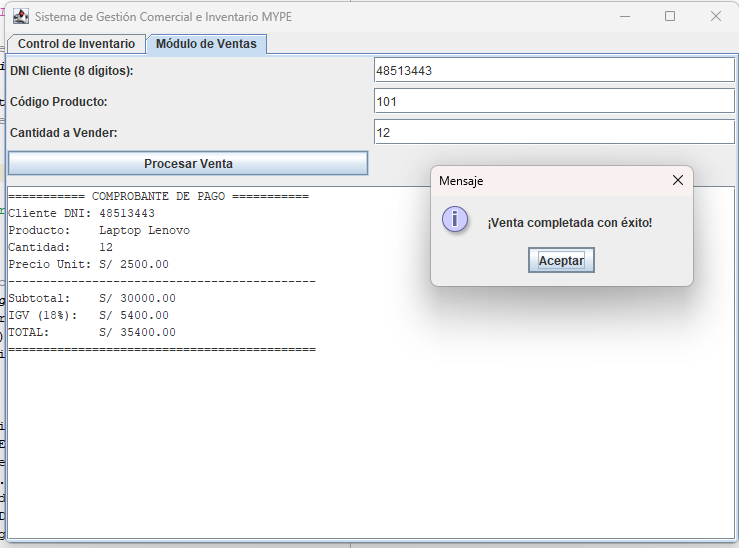 Sistema de Gestión Comercial e Inventario MYPE
Control de Inventario Módulo de Ventas
DNI Cliente (8 dígitos): 48513443
Código Producto: 101
Cantidad a Vender: 12
Procesar Venta
Mensaje
¡Venta completada con éxito!
Aceptar
=========== COMPROBANTE DE PAGO ===========
Cliente DNI: 48513443
Producto: Laptop Lenovo
Cantidad: 12
Precio Unit: S/ 2500.00
--------------------------------------------
Subtotal: S/ 30000.00
IGV (18%): S/ 5400.00
TOTAL: S/ 35400.00
============================================